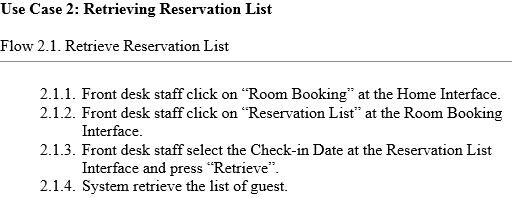 Use Case 2: Retrieving Reservation List
Flow 2.1. Retrieve Reservation List
2.1.1. Front desk staff click on “Room Booking” at the Home Interface.
2.1.2. Front desk staff click on “Reservation List” at the Room Booking
Interface.
2.1.3. Front desk staff select the Check-in Date at the Reservation List
Interface and press “Retrieve”.
2.1.4. System retrieve the list of guest.